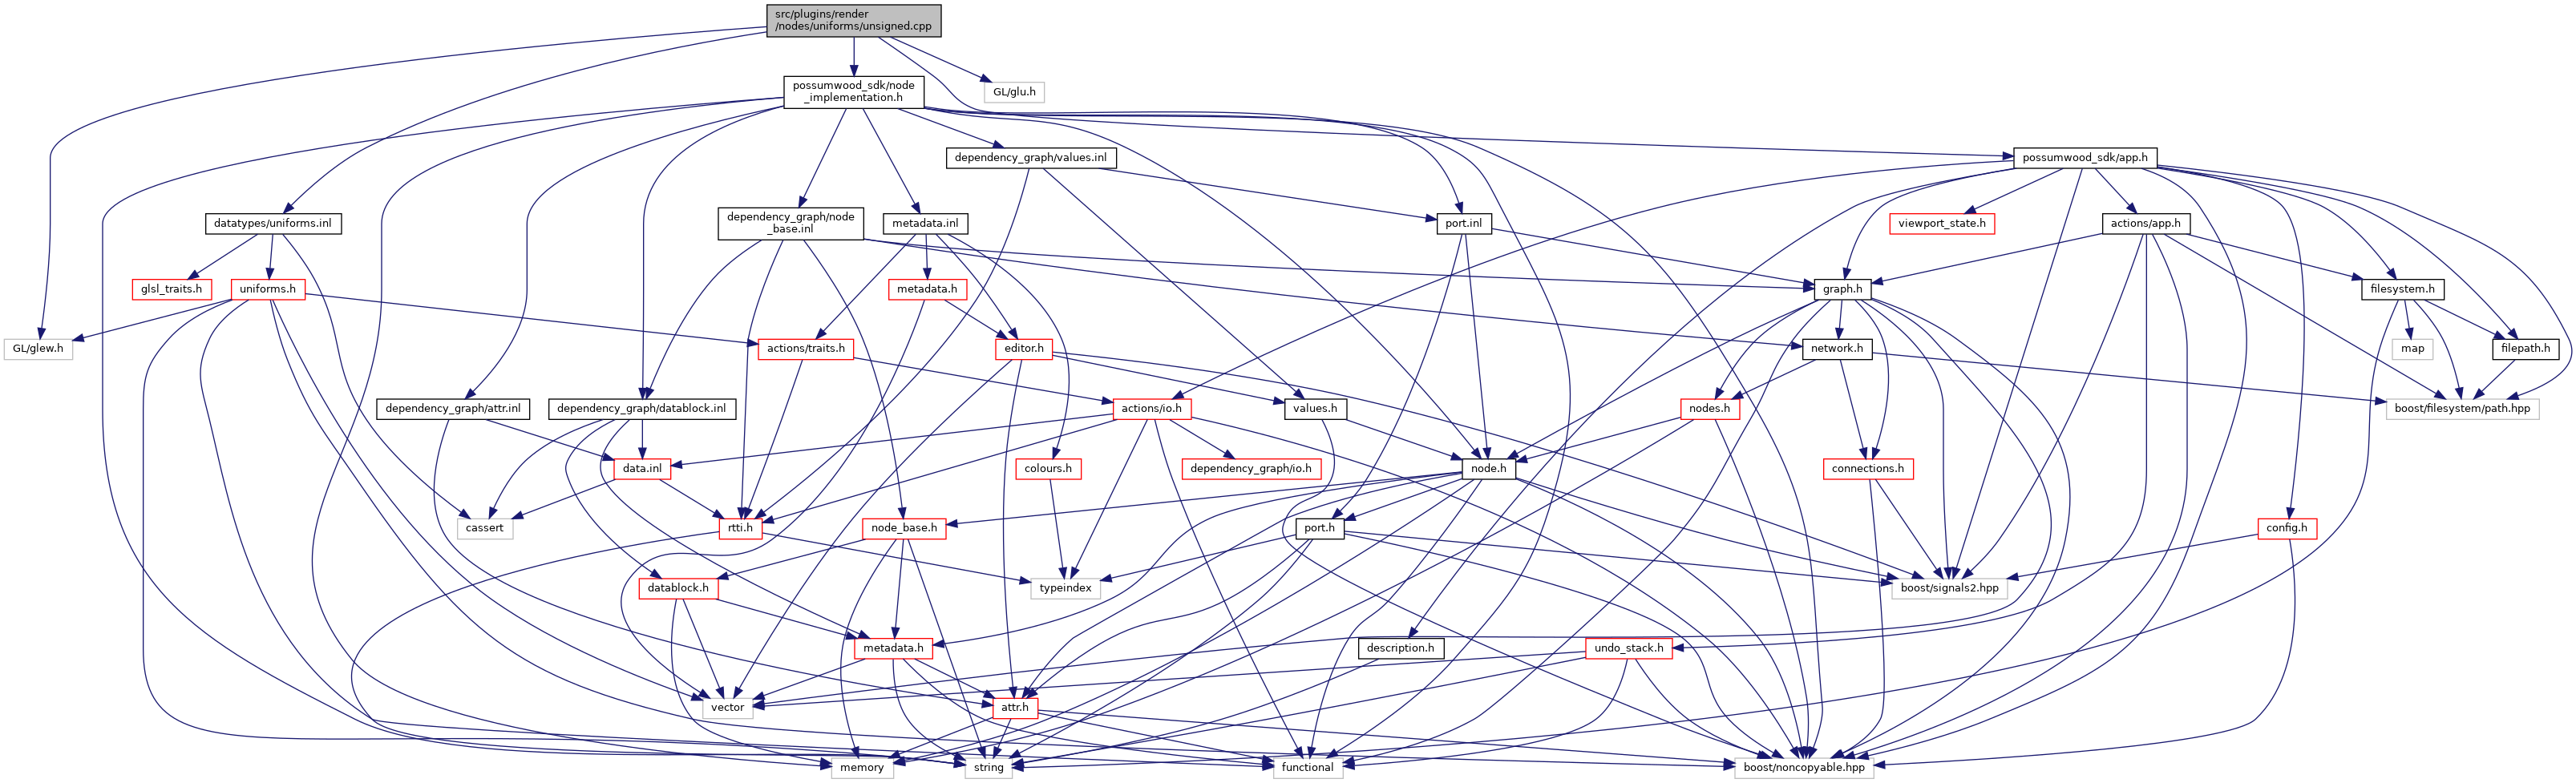 src/plugins/render
/nodes/uniforms/unsigned.cpp
possumwood_sdk/node
_implementation.h
GL/glu.h
dependency_graph/values.inl
possumwood_sdk/app.h
datatypes/uniforms.inl
dependency_graph/node
_base.inl
metadata.inl
port.inl
viewport_state.h
actions/app.h
glsl_traits.h
uniforms.h
metadata.h
graph.h
filesystem.h
GL/glew.h
actions/traits.h
editor.h
network.h
map
filepath.h
dependency_graph/attr.inl
dependency_graph/datablock.inl
actions/io.h
values.h
nodes.h
boost/filesystem/path.hpp
data.inl
colours.h
dependency_graph/io.h
node.h
connections.h
cassert
rtti.h
node_base.h
port.h
config.h
datablock.h
typeindex
boost/signals2.hpp
metadata.h
description.h
undo_stack.h
vector
attr.h
memory
string
functional
boost/noncopyable.hpp